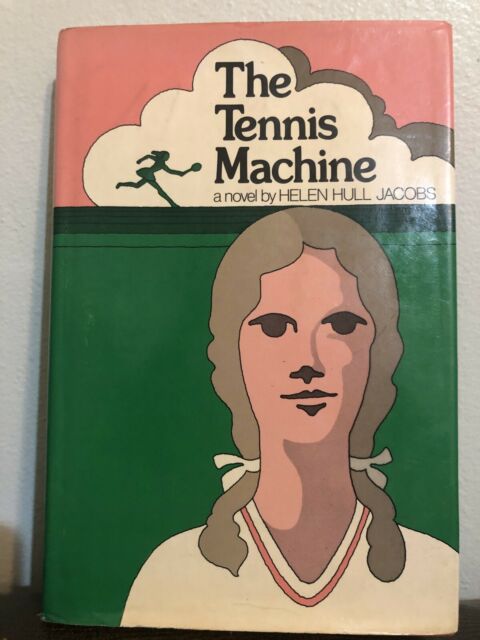 The
Tennis
Machine
a novel by HELEN HULL JACOBS